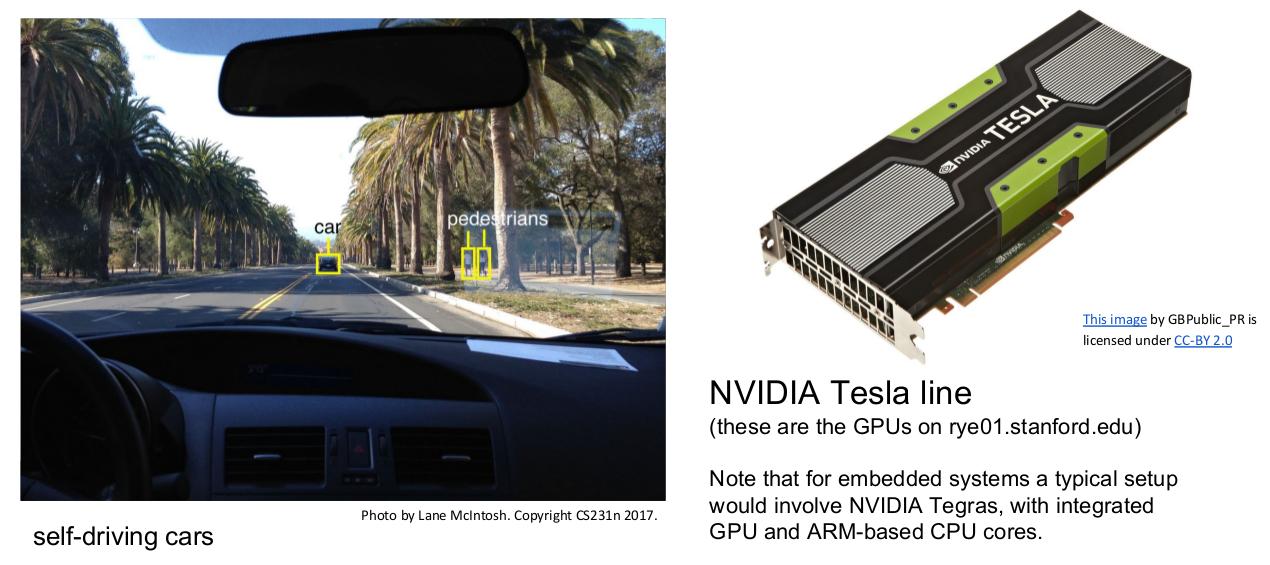 car
pedestrians
Photo by Lane McIntosh. Copyright CS231n 2017.
self-driving cars
NVIDIA TESLA
NVIDIA
This image by GBPublic_PR is
licensed under CC-BY 2.0
NVIDIA Tesla line
(these are the GPUs on rye01.stanford.edu)
Note that for embedded systems a typical setup
would involve NVIDIA Tegras, with integrated
GPU and ARM-based CPU cores.